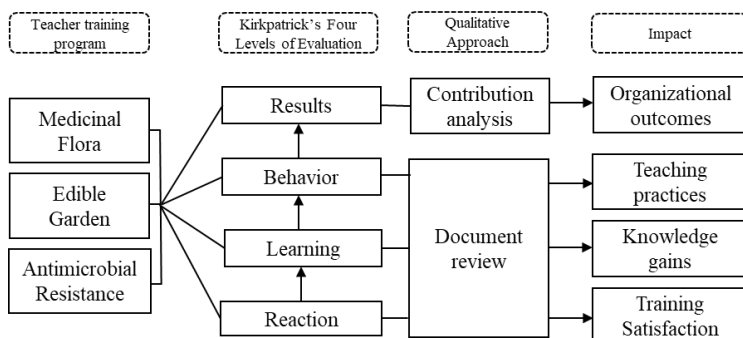 Teacher training
program
Kirkpatrick's Four
Levels of Evaluation
Qualitative
Approach
Impact
Medicinal
Flora
Edible
Garden
Antimicrobial
Resistance
Results
Behavior
Learning
Reaction
Contribution
analysis
Document
review
Organizational
outcomes
Teaching
practices
Knowledge
gains
Training
Satisfaction